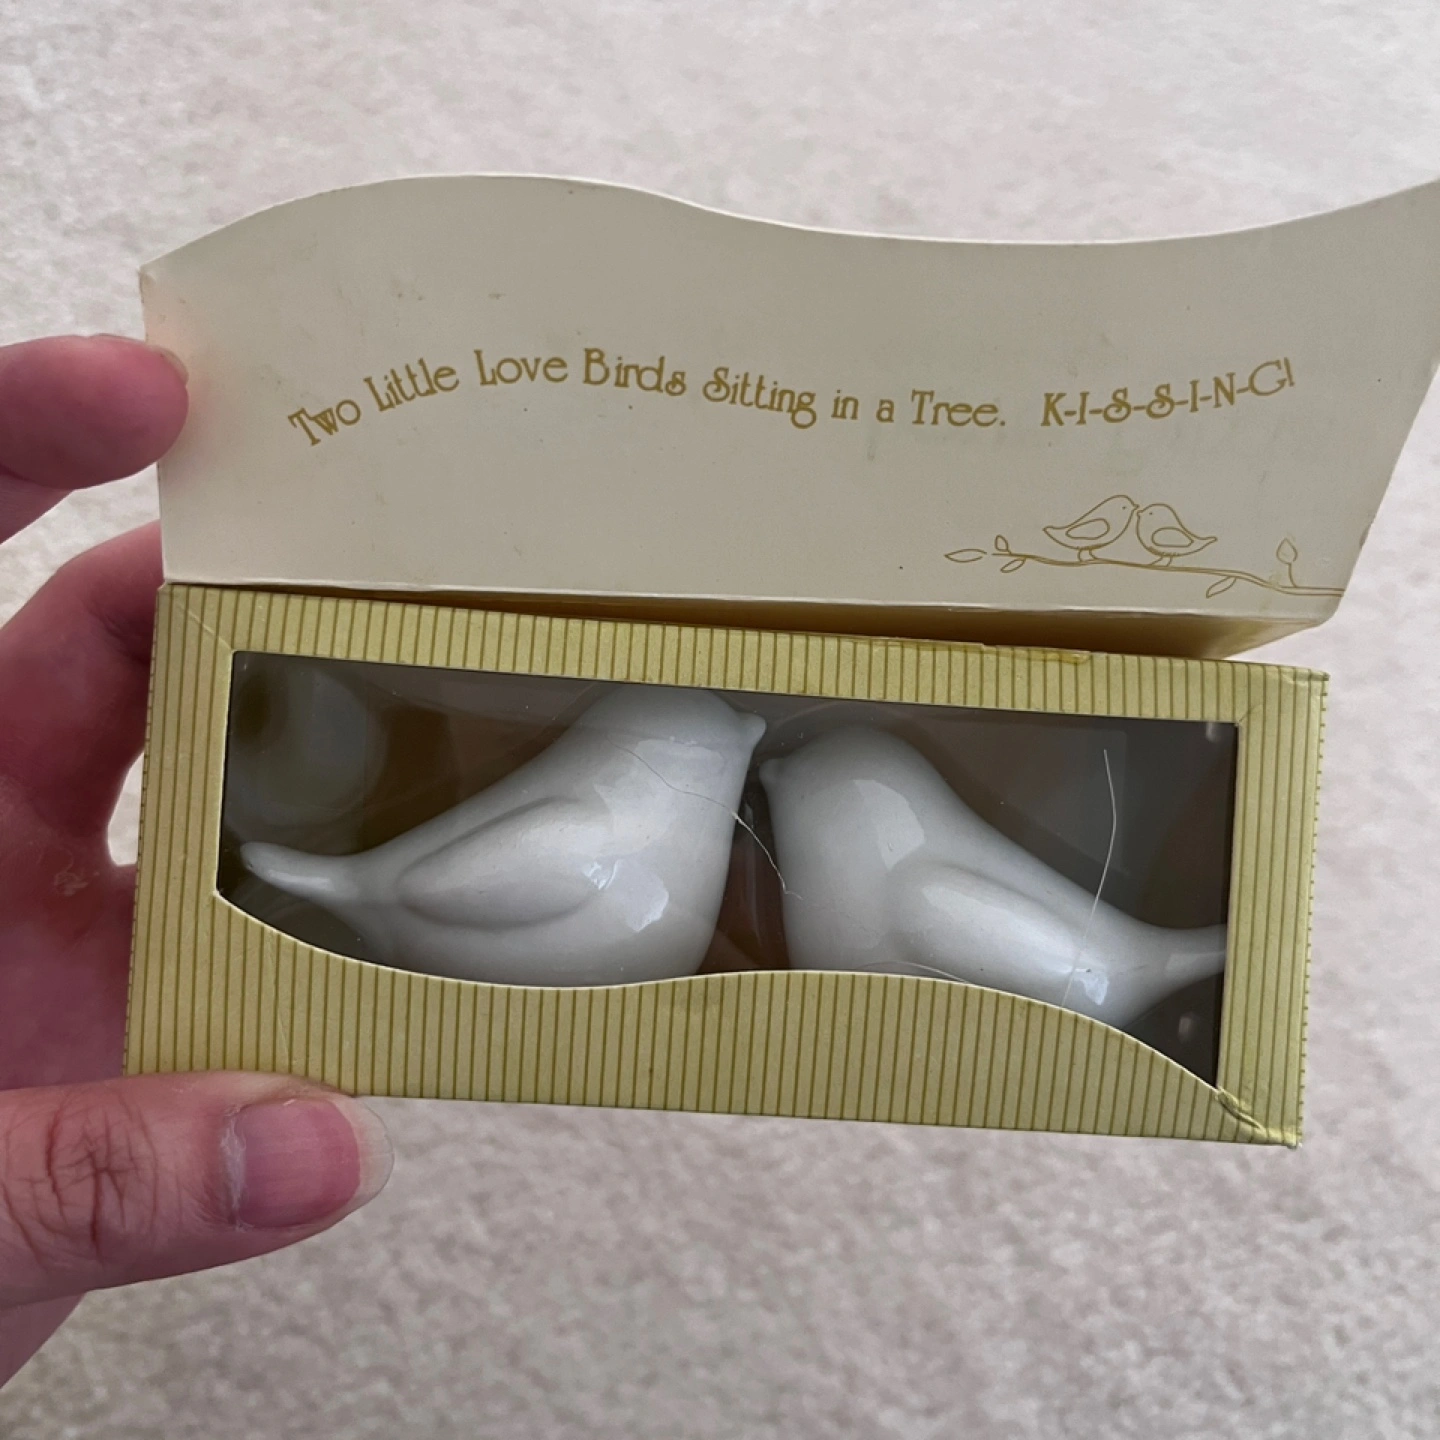 Two Little Love Birds Sitting in a Tree. K-I-S-S-I-N-G!